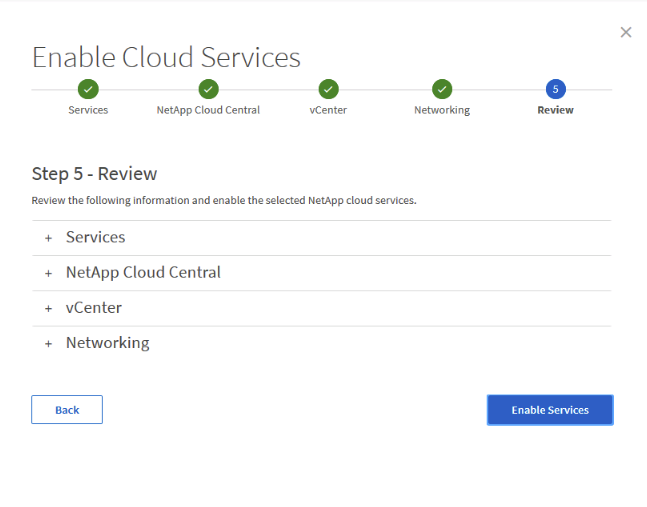 Enable Cloud Services
5
Services NetApp Cloud Central vCenter Networking Review
Step 5 - Review
Review the following information and enable the selected NetApp cloud services.
+ Services
+ NetApp Cloud Central
+ vCenter
+ Networking
Back Enable Services